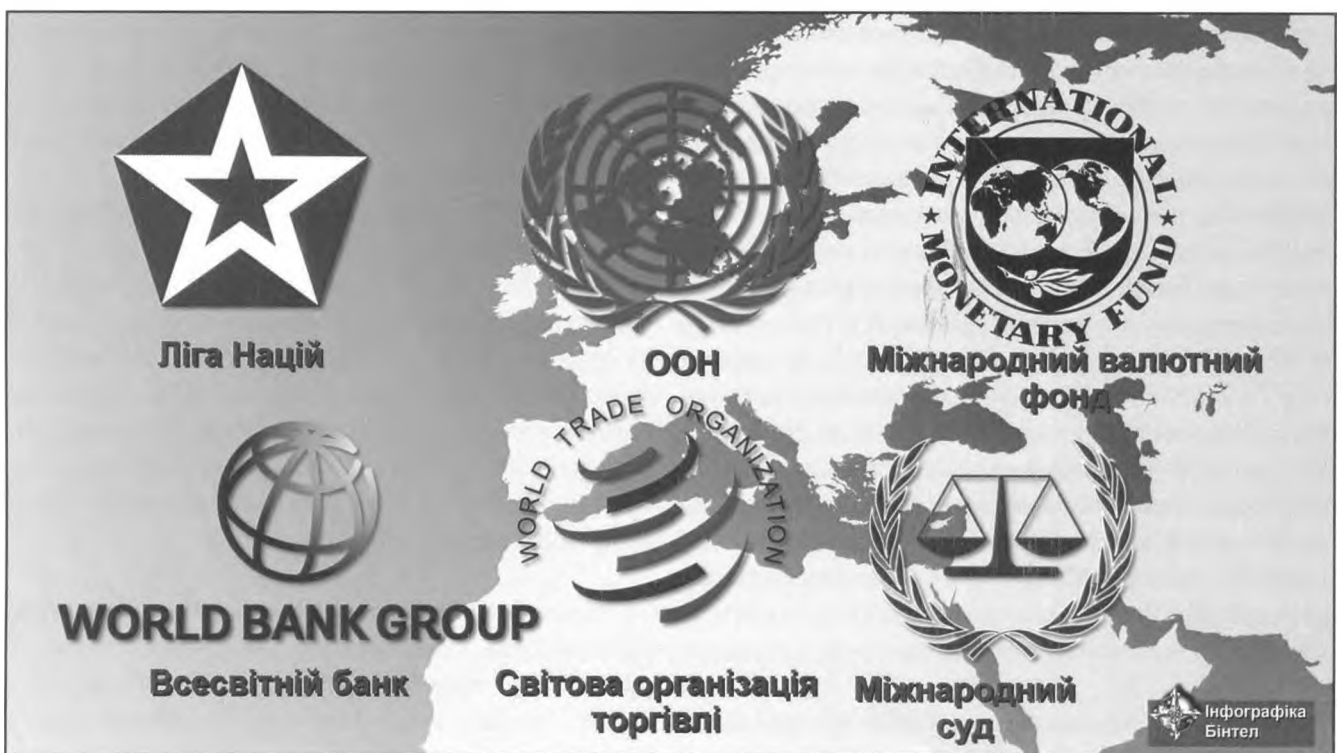 INTERNATIONAL
MONETARY FUND
Ліга Націй
ООН
Міжнародний валютний
фонд
WORLD TRADE ORGANIZATION
WORLD BANK GROUP
Всесвітній банк
Світова організація
торгівлі
Міжнародний
суд
Інфографіка
Бінтел